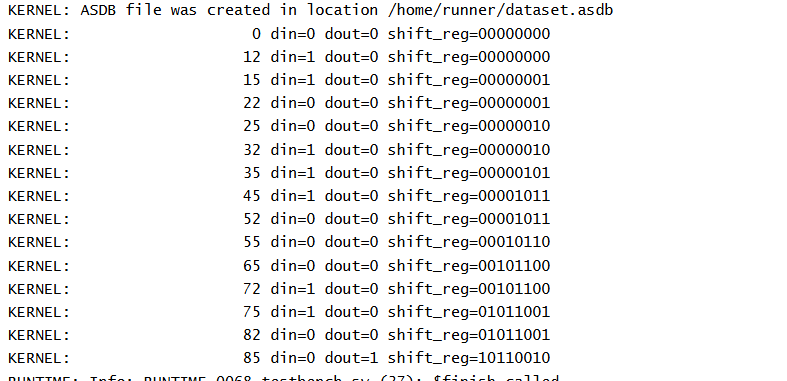 KERNEL: ASDB file was created in location /home/runner/dataset.asdb
KERNEL: 0 din=0 dout=0 shift_reg=00000000
KERNEL: 12 din=1 dout=0 shift_reg=00000000
KERNEL: 15 din=1 dout=0 shift_reg=00000001
KERNEL: 22 din=0 dout=0 shift_reg=00000001
KERNEL: 25 din=0 dout=0 shift_reg=00000010
KERNEL: 32 din=1 dout=0 shift_reg=00000010
KERNEL: 35 din=1 dout=0 shift_reg=00000101
KERNEL: 45 din=1 dout=0 shift_reg=00001011
KERNEL: 52 din=0 dout=0 shift_reg=00001011
KERNEL: 55 din=0 dout=0 shift_reg=00010110
KERNEL: 65 din=0 dout=0 shift_reg=00101100
KERNEL: 72 din=1 dout=0 shift_reg=00101100
KERNEL: 75 din=1 dout=0 shift_reg=01011001
KERNEL: 82 din=0 dout=0 shift_reg=01011001
KERNEL: 85 din=0 dout=1 shift_reg=10110010
RUNTIME: Info: RUNTIME_0068 testbench.sv (37): $finish called